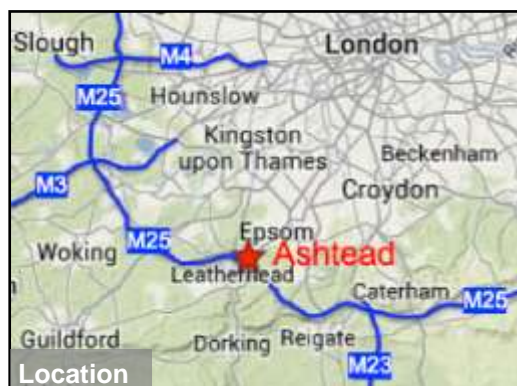 Slough
London
M4
M25
Hounslow
Kingston
upon Thames
Beckenham
M3
Croydon
Epsom
Woking
M25
Ashtead
Leatherhead
Caterham
M25
Guildford
Dorking
Reigate
M23
Location